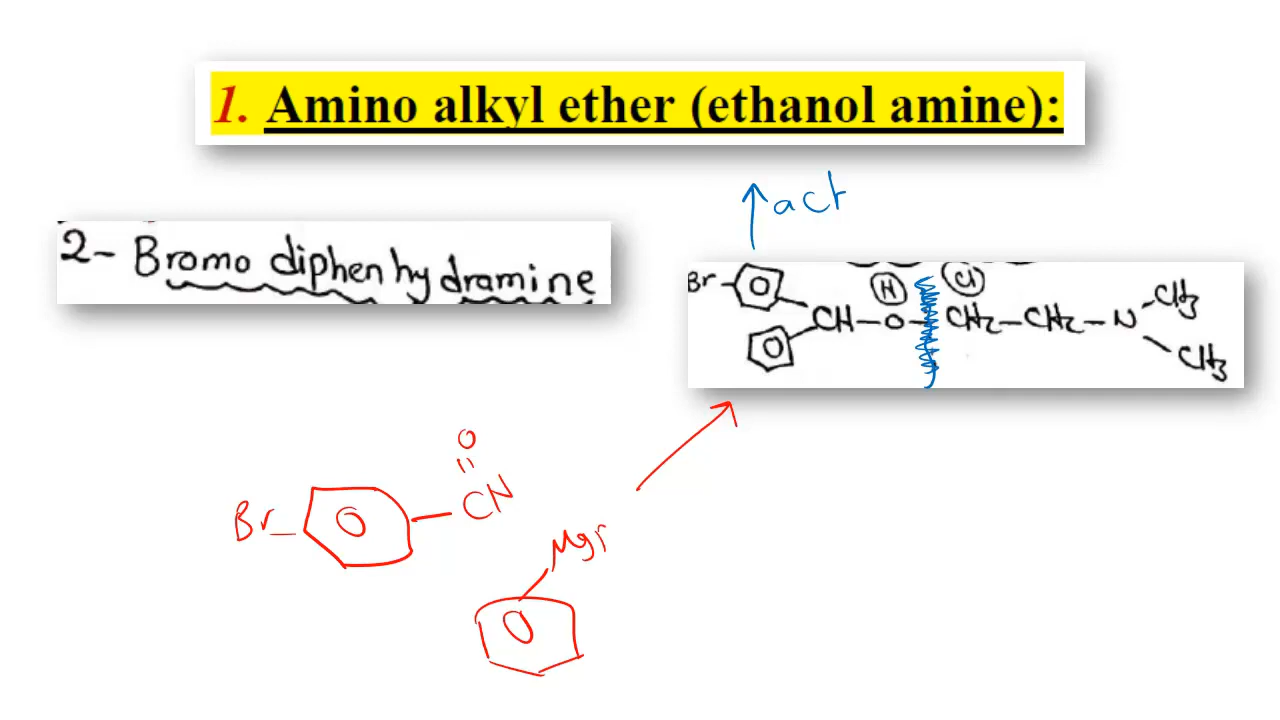 1. Amino alkyl ether (ethanol amine):
↑ act
2- Bromo diphenhydramine
Br
H
Cl
CH-O-CH2-CH2-N
CH3
CH3
O
Br
CN